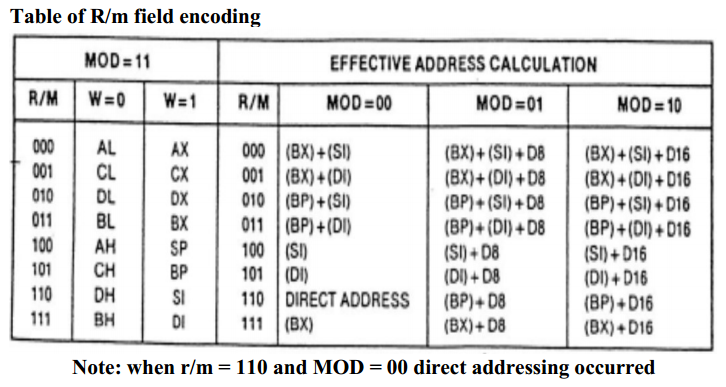 Table of R/m field encoding
MOD=11 EFFECTIVE ADDRESS CALCULATION
R/M W=0 W=1 R/M MOD=00 MOD=01 MOD=10
000 AL AX 000 (BX)+(SI) (BX)+(SI)+D8 (BX)+(SI)+D16
001 CL CX 001 (BX)+(DI) (BX)+(DI)+D8 (BX)+(DI)+D16
010 DL DX 010 (BP)+(SI) (BP)+(SI)+D8 (BP)+(SI)+D16
011 BL BX 011 (BP)+(DI) (BP)+(DI)+D8 (BP)+(DI)+D16
100 AH SP 100 (SI) (SI)+D8 (SI)+D16
101 CH BP 101 (DI) (DI)+D8 (DI)+D16
110 DH SI 110 DIRECT ADDRESS (BP)+D8 (BP)+D16
111 BH DI 111 (BX) (BX)+D8 (BX)+D16
Note: when r/m = 110 and MOD = 00 direct addressing occurred